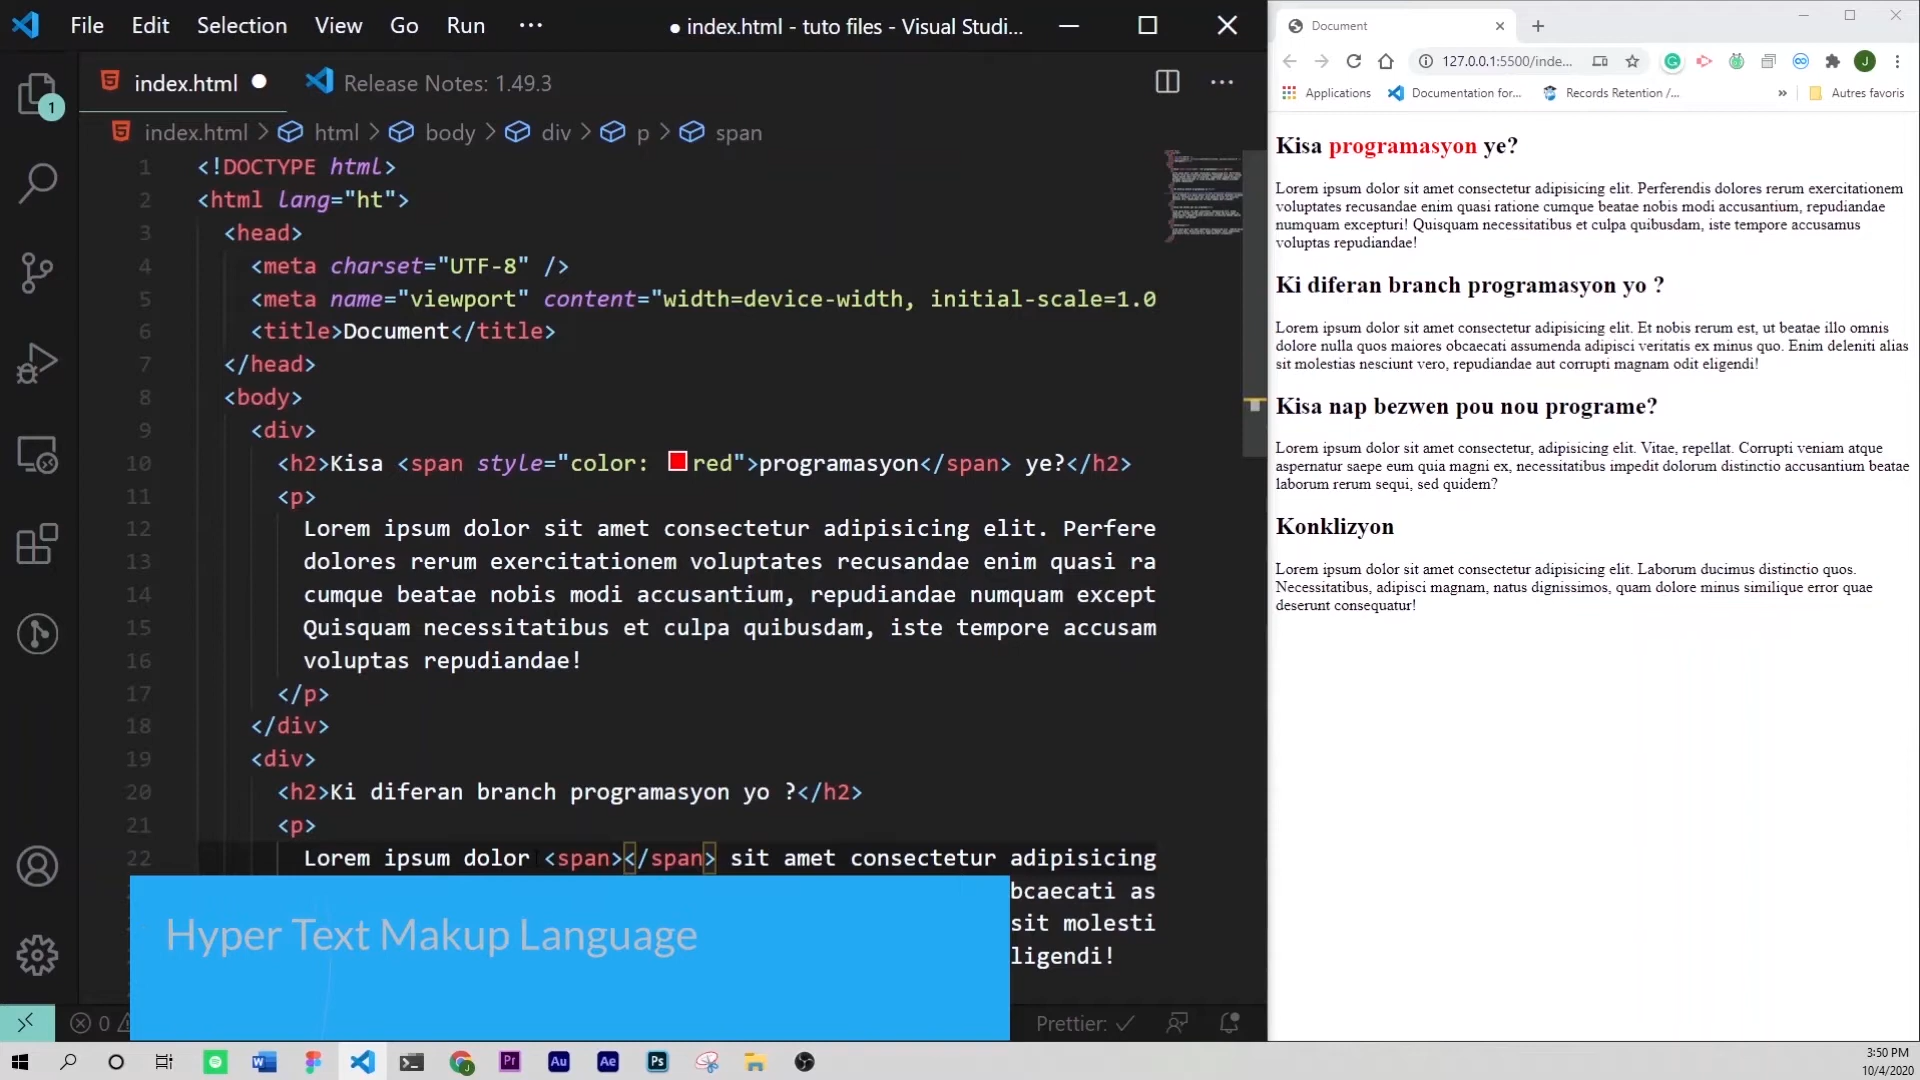 File Edit Selection View Go Run ···
● index.html - tuto files - Visual Studi...
index.html ●
Release Notes: 1.49.3
index.html > html > body > div > p > span
1 <!DOCTYPE html>
2 <html lang="ht">
3 <head>
4 <meta charset="UTF-8" />
5 <meta name="viewport" content="width=device-width, initial-scale=1.0
6 <title>Document</title>
7 </head>
8 <body>
9 <div>
10 <h2>Kisa <span style="color: red">programasyon</span> ye?</h2>
11 <p>
12 Lorem ipsum dolor sit amet consectetur adipisicing elit. Perfere
13 dolores rerum exercitationem voluptates recusandae enim quasi ra
14 cumque beatae nobis modi accusantium, repudiandae numquam except
15 Quisquam necessitatibus et culpa quibusdam, iste tempore accusam
16 voluptas repudiandae!
17 </p>
18 </div>
19 <div>
20 <h2>Ki diferan branch programasyon yo ?</h2>
21 <p>
22 Lorem ipsum dolor <span></span> sit amet consectetur adipisicing
bcaecati as
sit molesti
ligendi!
Hyper Text Makup Language
1
0
Prettier: ✓
Document
127.0.0.1:5500/inde...
J
Applications
Documentation for...
Records Retention /...
»
Autres favoris
Kisa programasyon ye?
Lorem ipsum dolor sit amet consectetur adipisicing elit. Perferendis dolores rerum exercitationem
voluptates recusandae enim quasi ratione cumque beatae nobis modi accusantium, repudiandae
numquam excepturi! Quisquam necessitatibus et culpa quibusdam, iste tempore accusamus
voluptas repudiandae!
Ki diferan branch programasyon yo ?
Lorem ipsum dolor sit amet consectetur adipisicing elit. Et nobis rerum est, ut beatae illo omnis
dolore nulla quos maiores obcaecati assumenda adipisci veritatis ex minus quo. Enim deleniti alias
sit molestias nesciunt vero, repudiandae aut corrupti magnam odit eligendi!
Kisa nap bezwen pou nou programe?
Lorem ipsum dolor sit amet consectetur, adipisicing elit. Vitae, repellat. Corrupti veniam atque
aspernatur saepe eum quia magni ex, necessitatibus impedit dolorum distinctio accusantium beatae
laborum rerum sequi, sed quidem?
Konklizyon
Lorem ipsum dolor sit amet consectetur adipisicing elit. Laborum ducimus distinctio quos.
Necessitatibus, adipisci magnam, natus dignissimos, quam dolore minus similique error quae
deserunt consequatur!
Pr Au Ae Ps
3:50 PM
10/4/2020